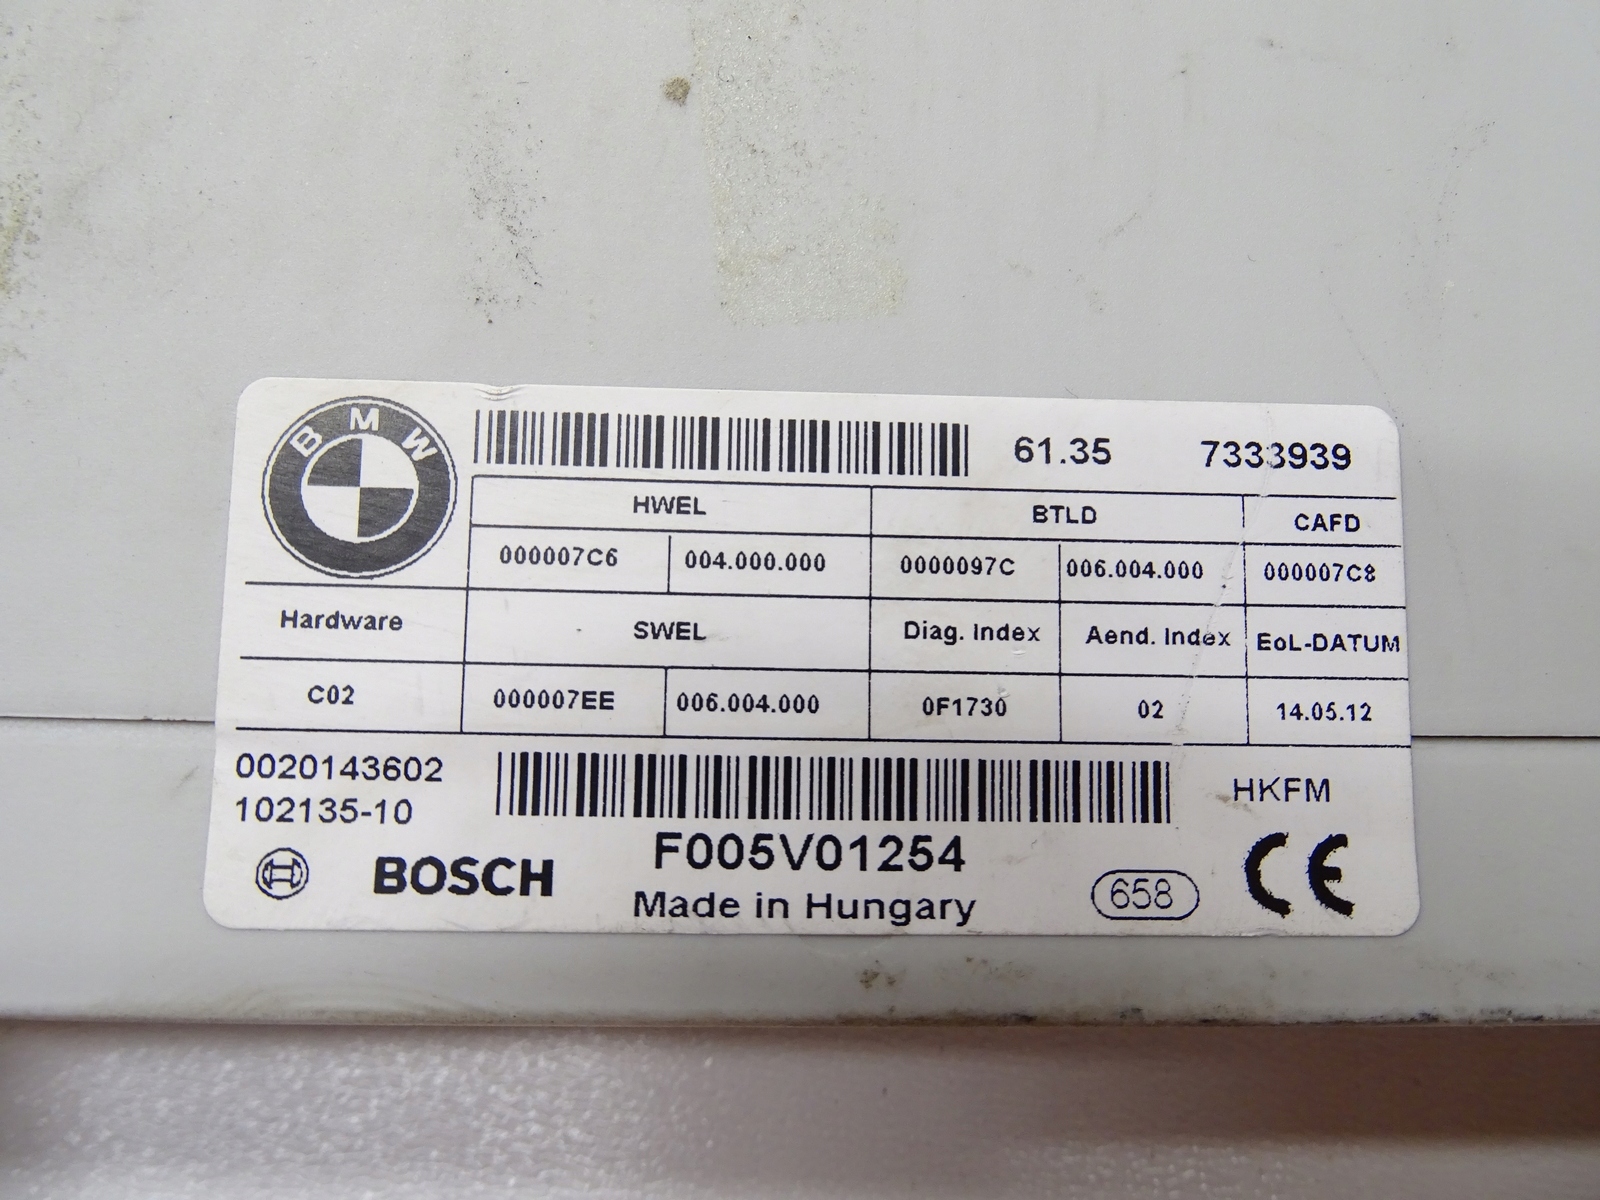 BMW
61.35 7333939
HWEL BTLD CAFD
000007C6 004.000.000 0000097C 006.004.000 000007C8
Hardware SWEL Diag. Index Aend. Index EoL-DATUM
C02 000007EE 006.004.000 0F1730 02 14.05.12
0020143602 HKFM
102135-10
F005V01254
BOSCH Made in Hungary 658 CE